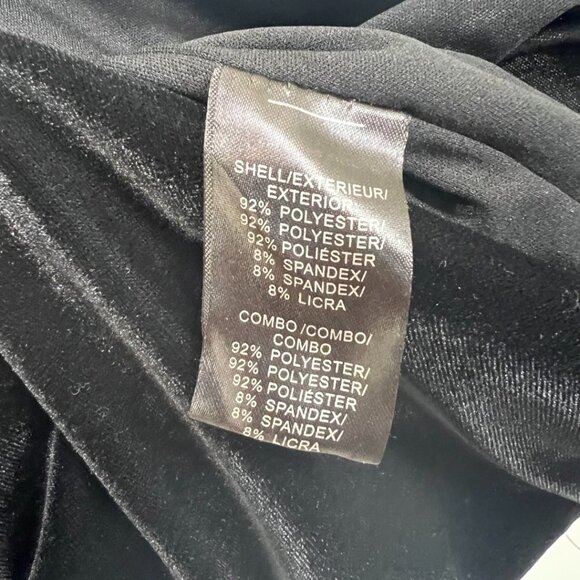 SHELL/EXTERIEUR/
EXTERIOR
92% POLYESTER/
92% POLYESTER/
92% POLIÉSTER
8% SPANDEX/
8% SPANDEX/
8% LICRA
COMBO /COMBO/
COMBO
92% POLYESTER/
92% POLYESTER/
92% POLIÉSTER
8% SPANDEX/
8% SPANDEX/
8% LICRA